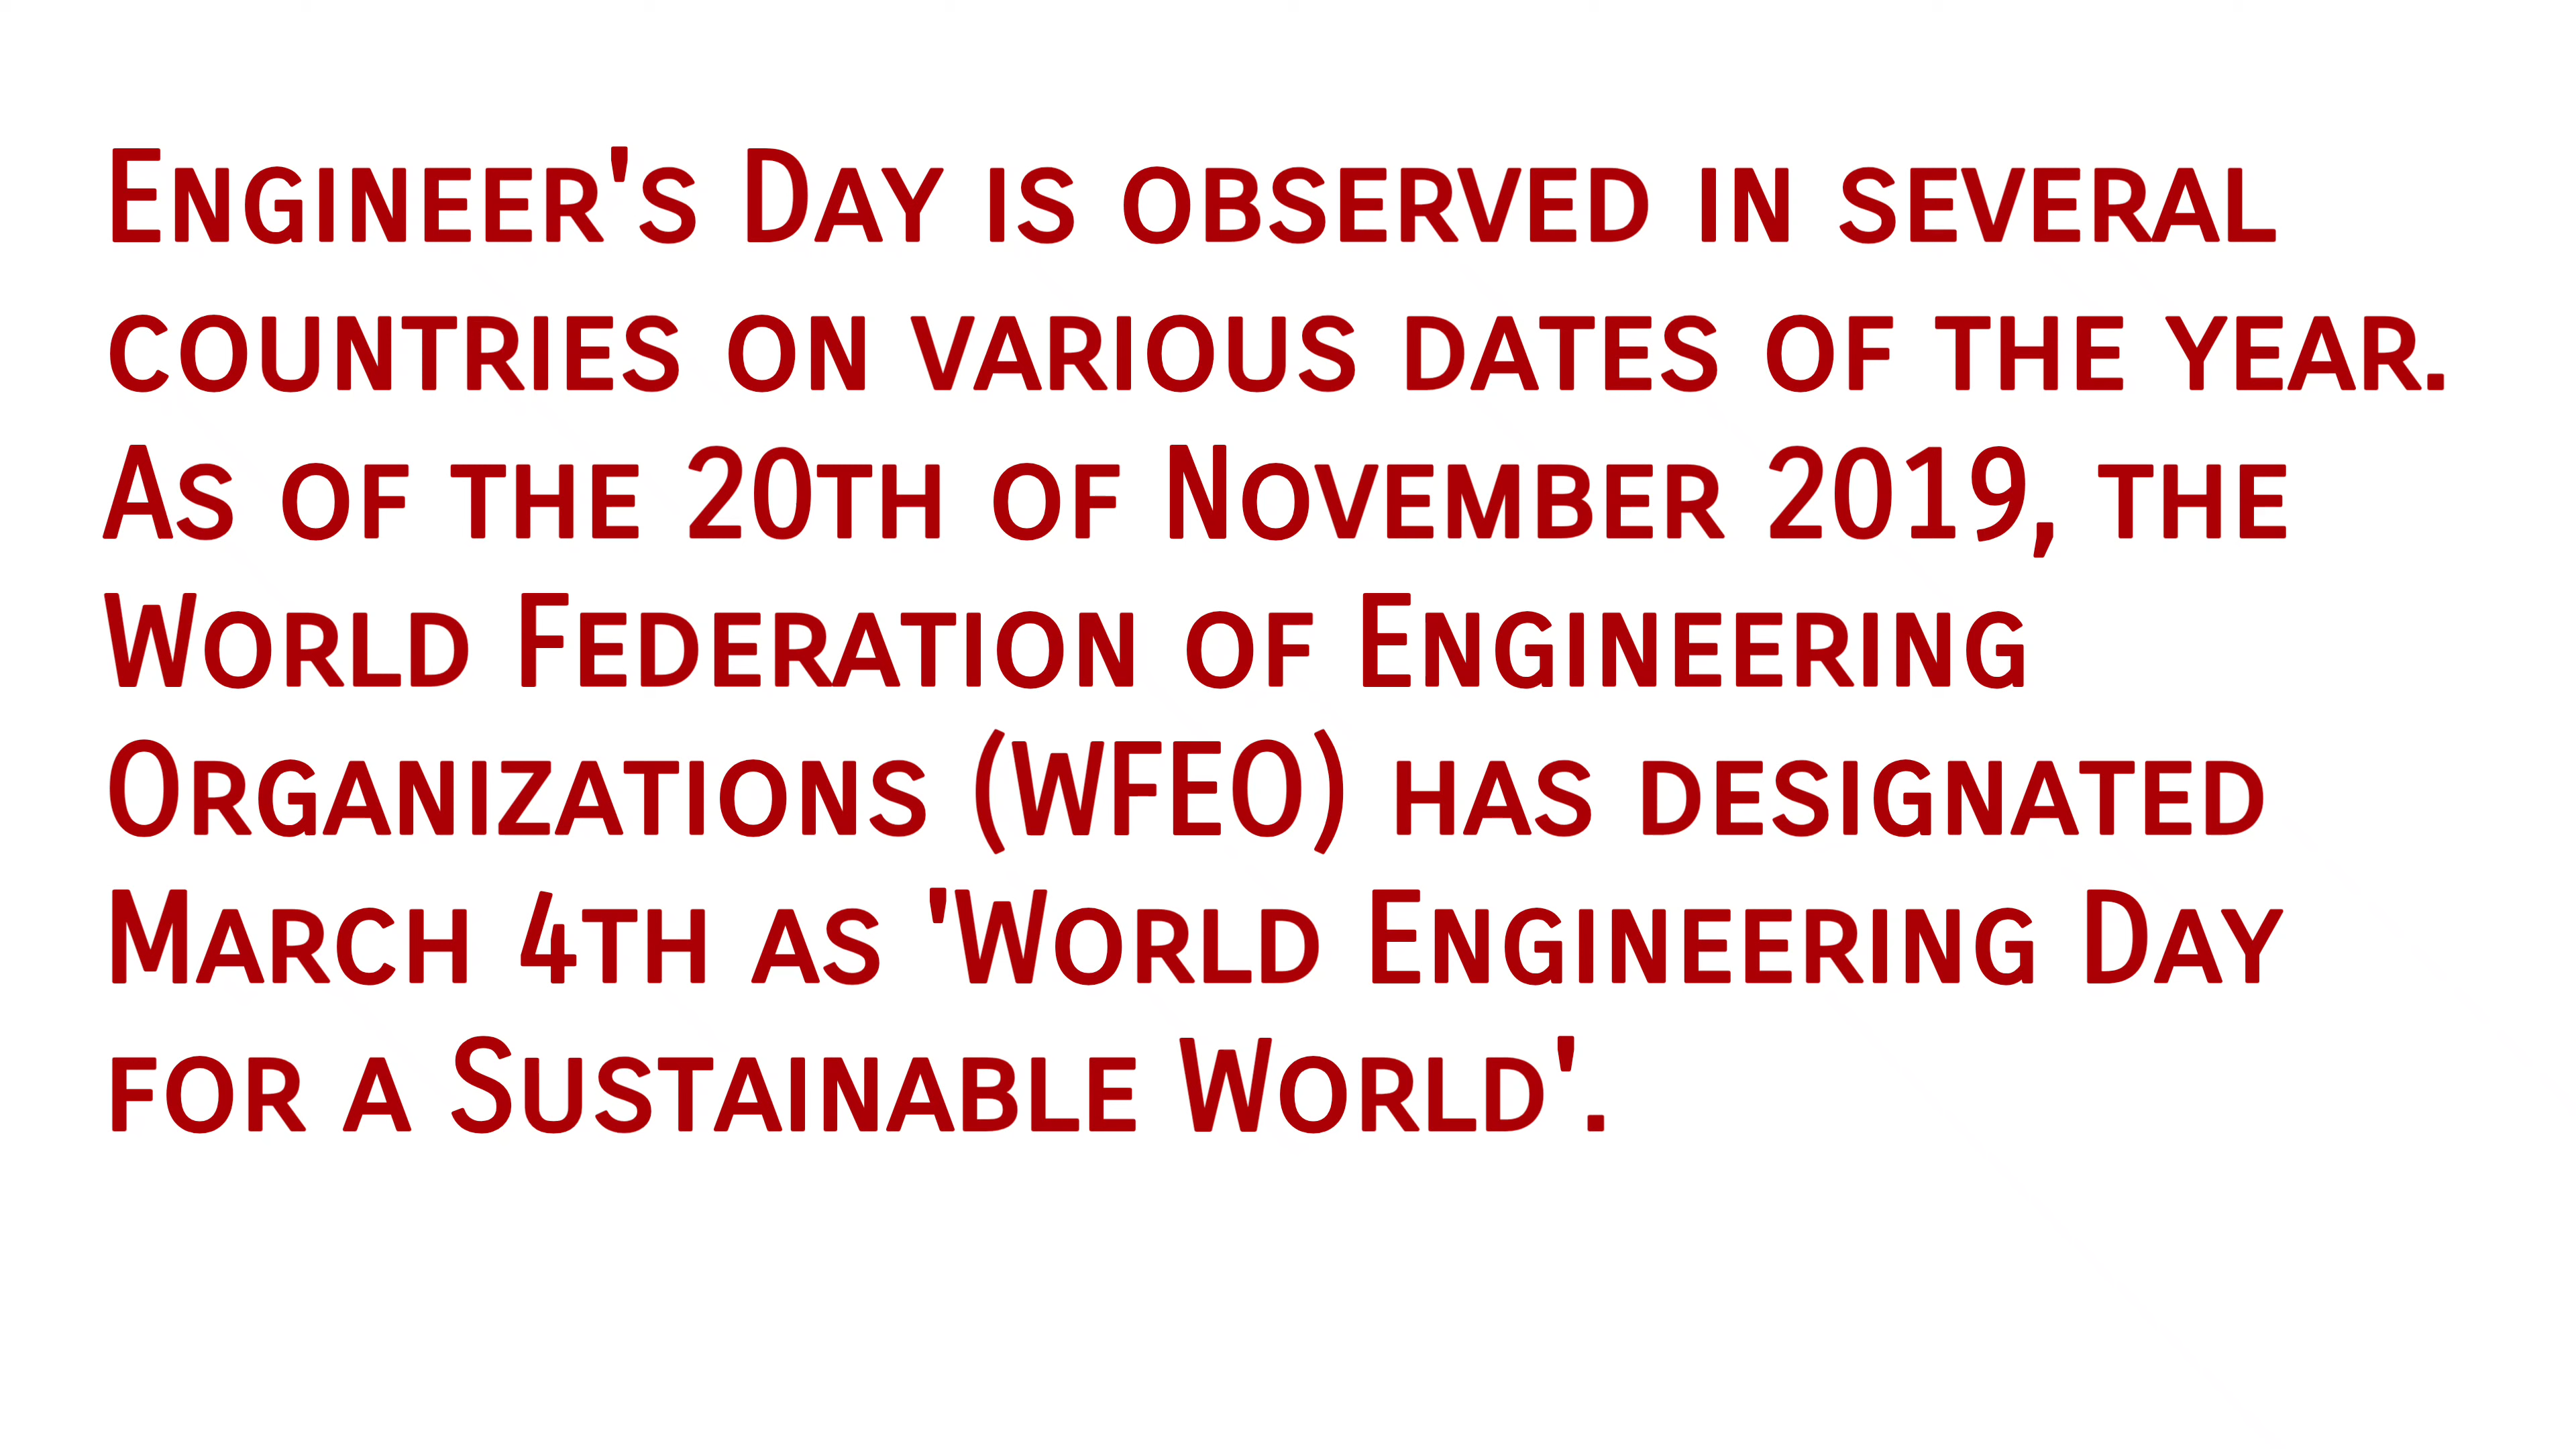 Engineer's Day is observed in several
countries on various dates of the year.
As of the 20th of November 2019, the
World Federation of Engineering
Organizations (WFEO) has designated
March 4th as 'World Engineering Day
for a Sustainable World'.